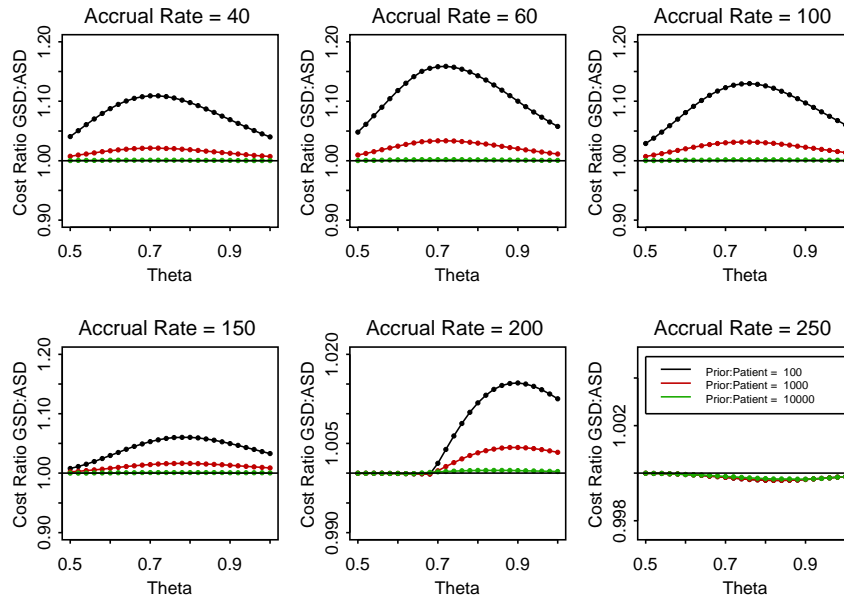 Accrual Rate = 40
Cost Ratio GSD:ASD
0.90 1.00 1.10 1.20
0.5 0.7 0.9
Theta
Accrual Rate = 60
Cost Ratio GSD:ASD
0.90 1.00 1.10 1.20
0.5 0.7 0.9
Theta
Accrual Rate = 100
Cost Ratio GSD:ASD
0.90 1.00 1.10 1.20
0.5 0.7 0.9
Theta
Accrual Rate = 150
Cost Ratio GSD:ASD
0.90 1.00 1.10 1.20
0.5 0.7 0.9
Theta
Accrual Rate = 200
Cost Ratio GSD:ASD
0.990 1.005 1.020
0.5 0.7 0.9
Theta
Accrual Rate = 250
Cost Ratio GSD:ASD
0.998 1.002
Prior:Patient = 100
Prior:Patient = 1000
Prior:Patient = 10000
0.5 0.7 0.9
Theta